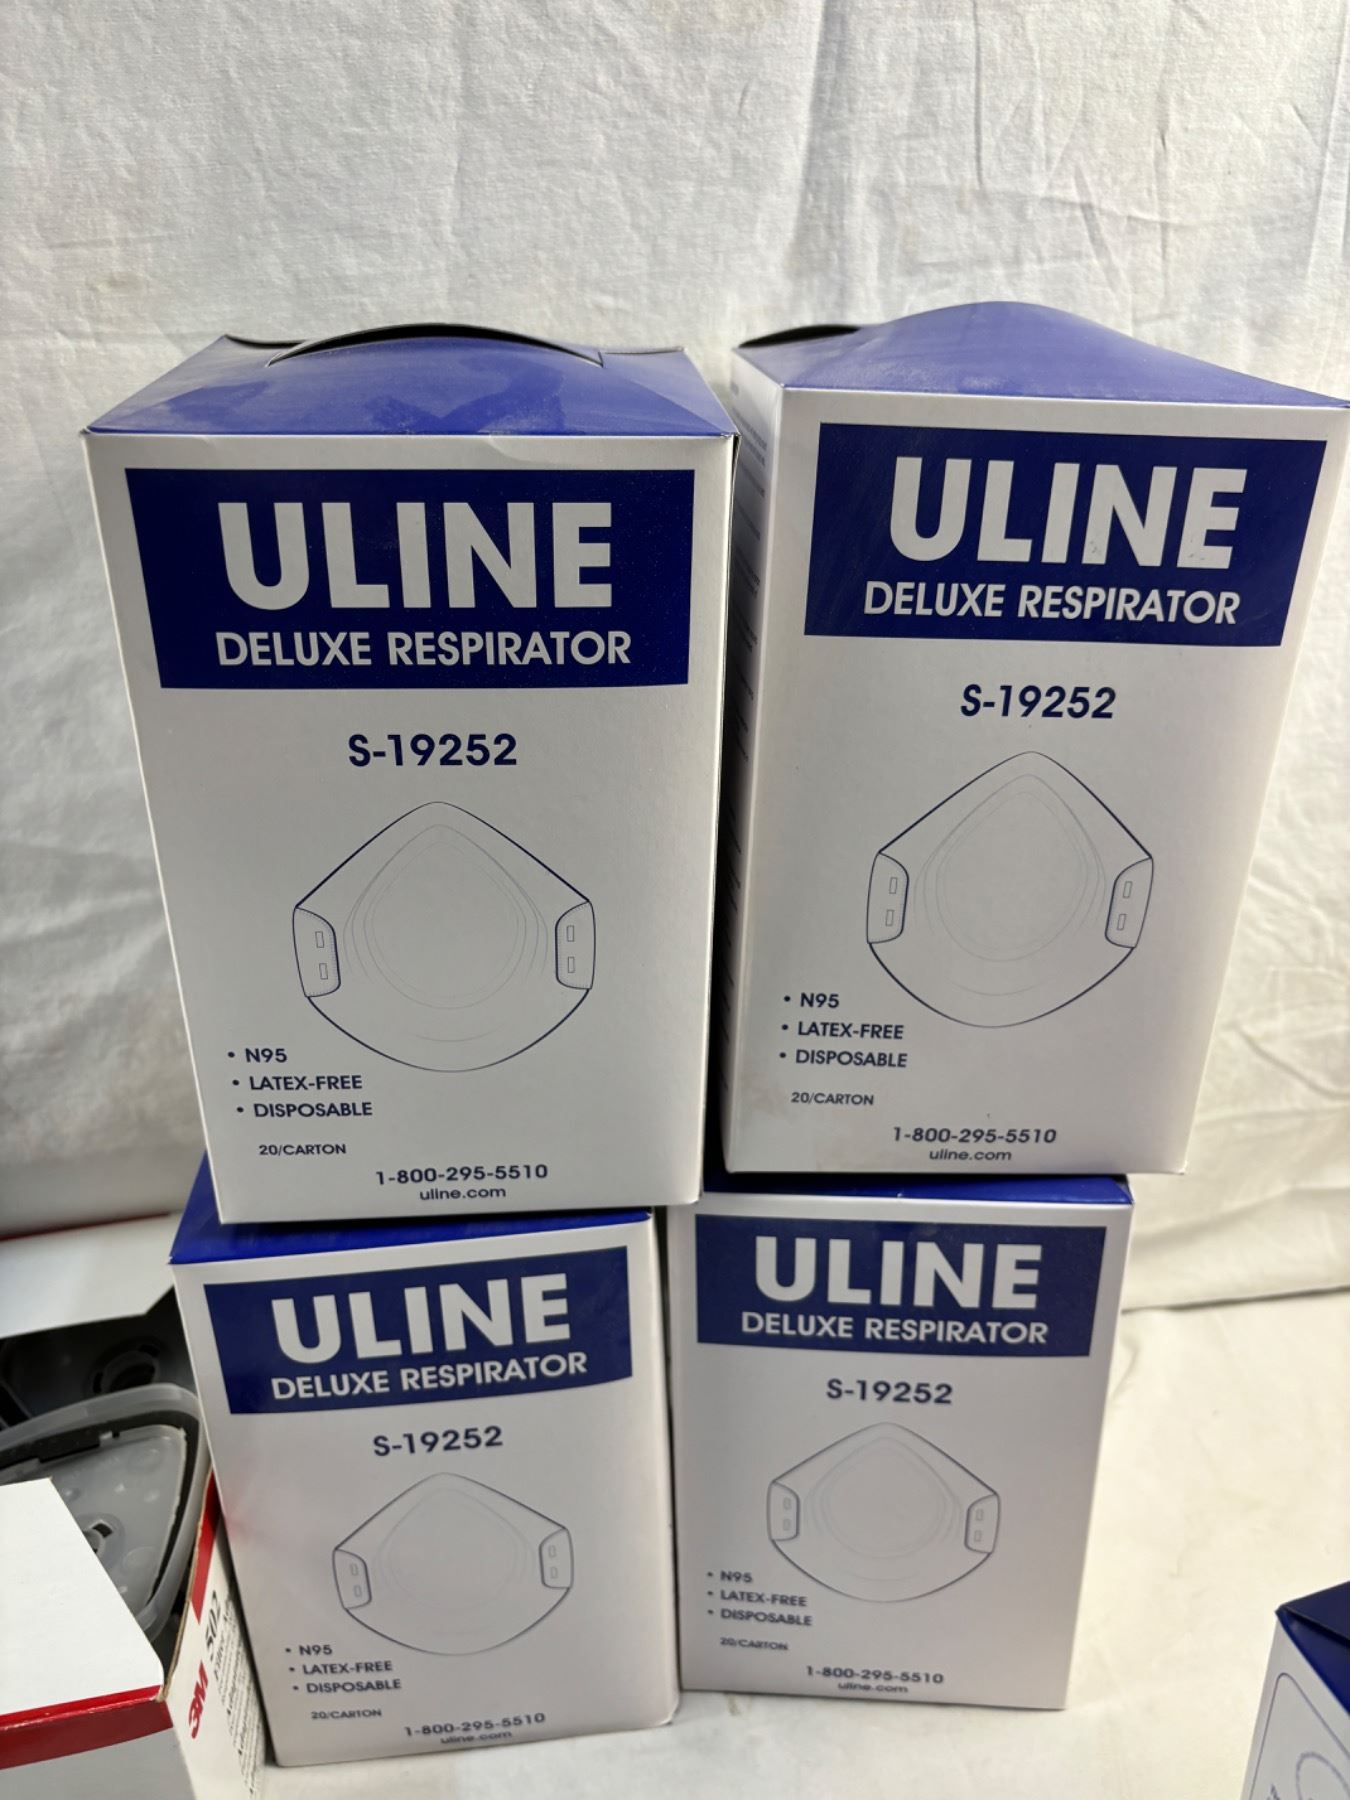 ULINE
DELUXE RESPIRATOR
S-19252
• N95
• LATEX-FREE
• DISPOSABLE
20/CARTON
1-800-295-5510
uline.com
ULINE
DELUXE RESPIRATOR
S-19252
• N95
• LATEX-FREE
• DISPOSABLE
20/CARTON
1-800-295-5510
uline.com
ULINE
DELUXE RESPIRATOR
S-19252
• N95
• LATEX-FREE
• DISPOSABLE
20/CARTON
1-800-295-5510
uline.com
ULINE
DELUXE RESPIRATOR
S-19252
• N95
• LATEX-FREE
• DISPOSABLE
20/CARTON
1-800-295-5510
uline.com
3M 502